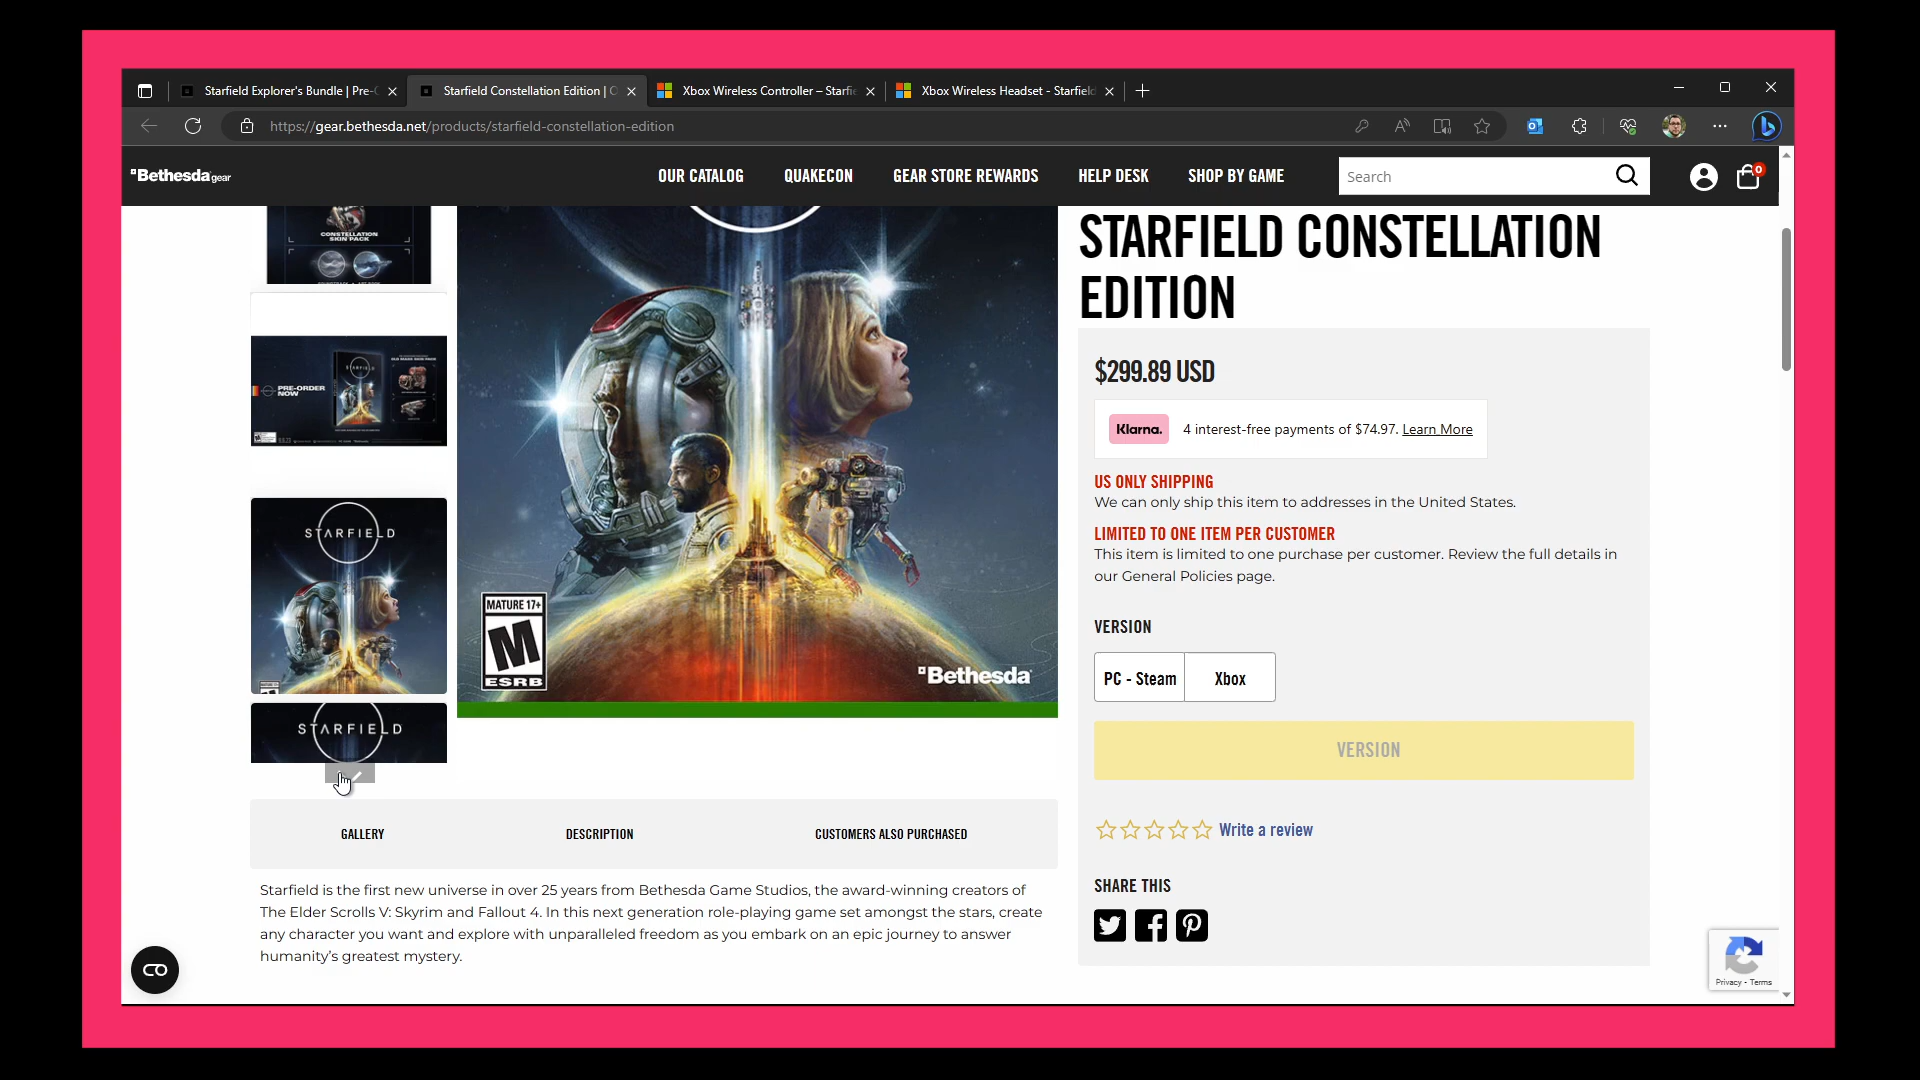 Starfield Explorer's Bundle | Pre-
Starfield Constellation Edition |
Xbox Wireless Controller – Starfie
Xbox Wireless Headset - Starfield
https://gear.bethesda.net/products/starfield-constellation-edition
Bethesda gear
OUR CATALOG
QUAKECON
GEAR STORE REWARDS
HELP DESK
SHOP BY GAME
Search
0
CONSTELLATION
SKIN PACK
STARFIELD
PRE-ORDER
NOW
OLD MARS SKIN PACK
STARFIELD
STARFIELD
MATURE 17+
M
ESRB
Bethesda
STARFIELD CONSTELLATION
EDITION
$299.89 USD
Klarna.
4 interest-free payments of $74.97. Learn More
US ONLY SHIPPING
We can only ship this item to addresses in the United States.
LIMITED TO ONE ITEM PER CUSTOMER
This item is limited to one purchase per customer. Review the full details in
our General Policies page.
VERSION
PC - Steam
Xbox
VERSION
Write a review
SHARE THIS
GALLERY
DESCRIPTION
CUSTOMERS ALSO PURCHASED
Starfield is the first new universe in over 25 years from Bethesda Game Studios, the award-winning creators of
The Elder Scrolls V: Skyrim and Fallout 4. In this next generation role-playing game set amongst the stars, create
any character you want and explore with unparalleled freedom as you embark on an epic journey to answer
humanity's greatest mystery.
Privacy - Terms